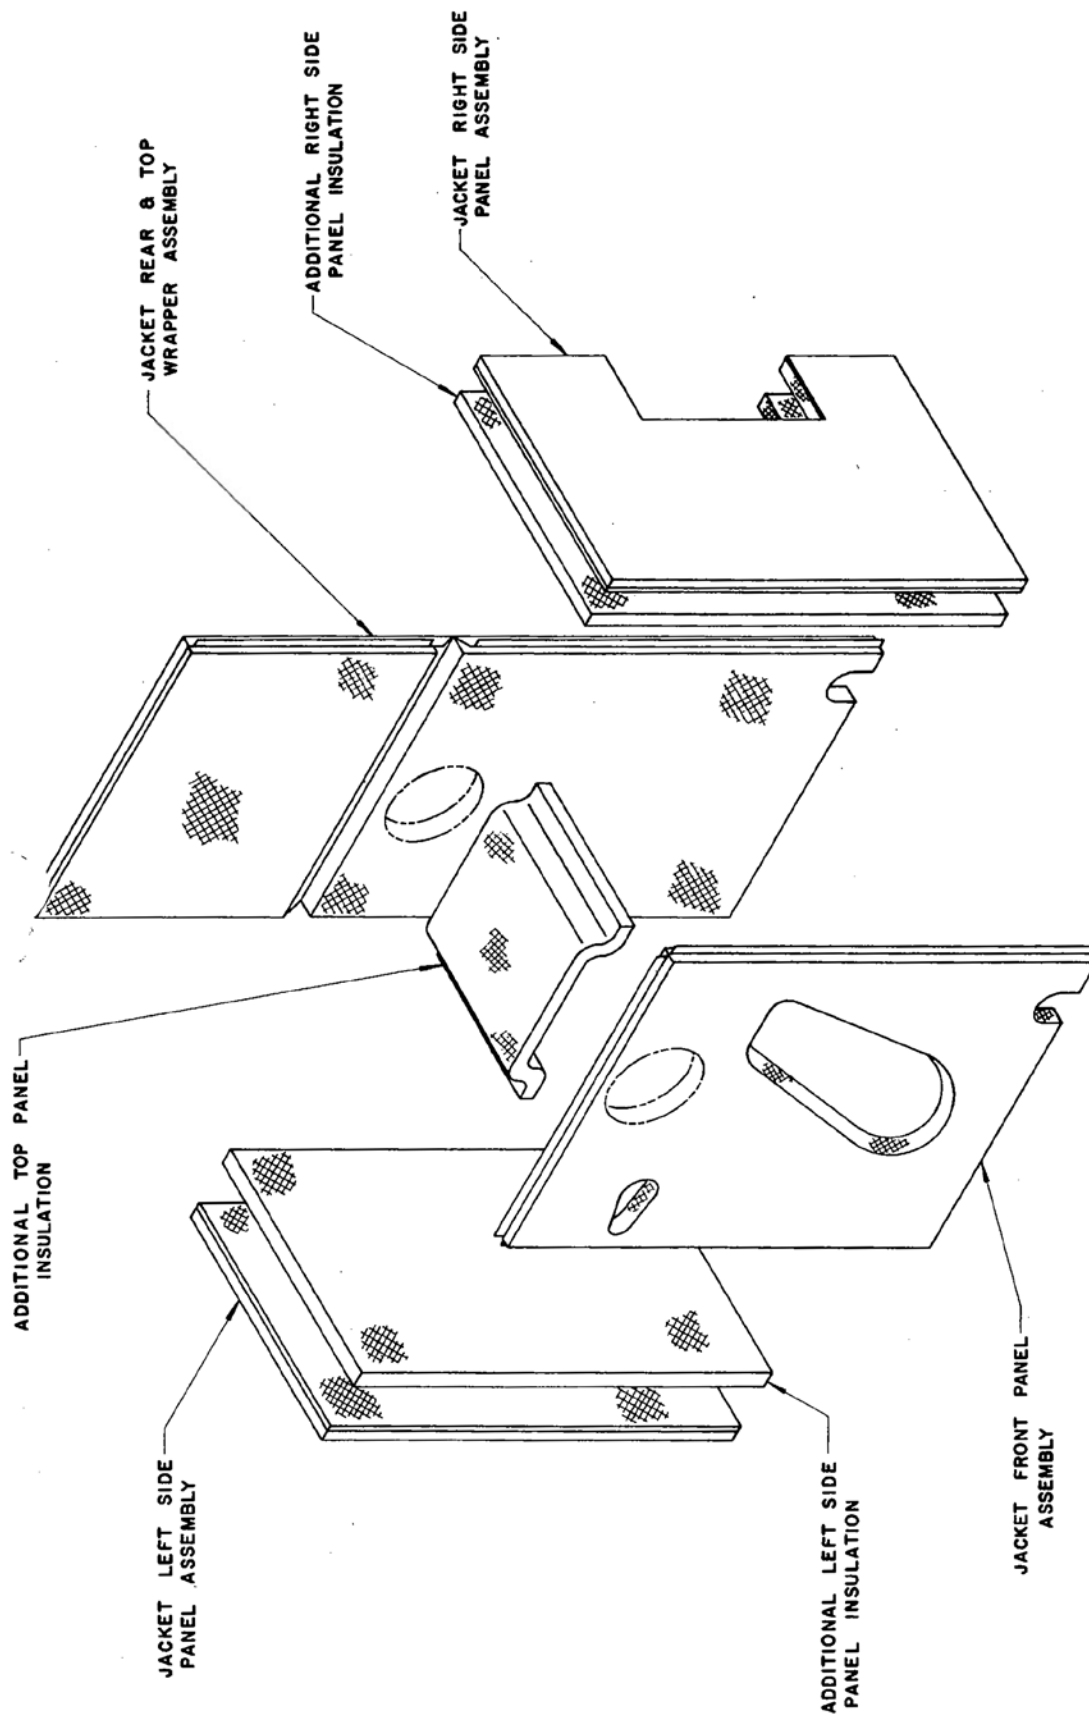 ADDITIONAL TOP PANEL
INSULATION
JACKET LEFT SIDE
PANEL ASSEMBLY
JACKET REAR & TOP
WRAPPER ASSEMBLY
ADDITIONAL RIGHT SIDE
PANEL INSULATION
JACKET RIGHT SIDE
PANEL ASSEMBLY
ADDITIONAL LEFT SIDE
PANEL INSULATION
JACKET FRONT PANEL
ASSEMBLY